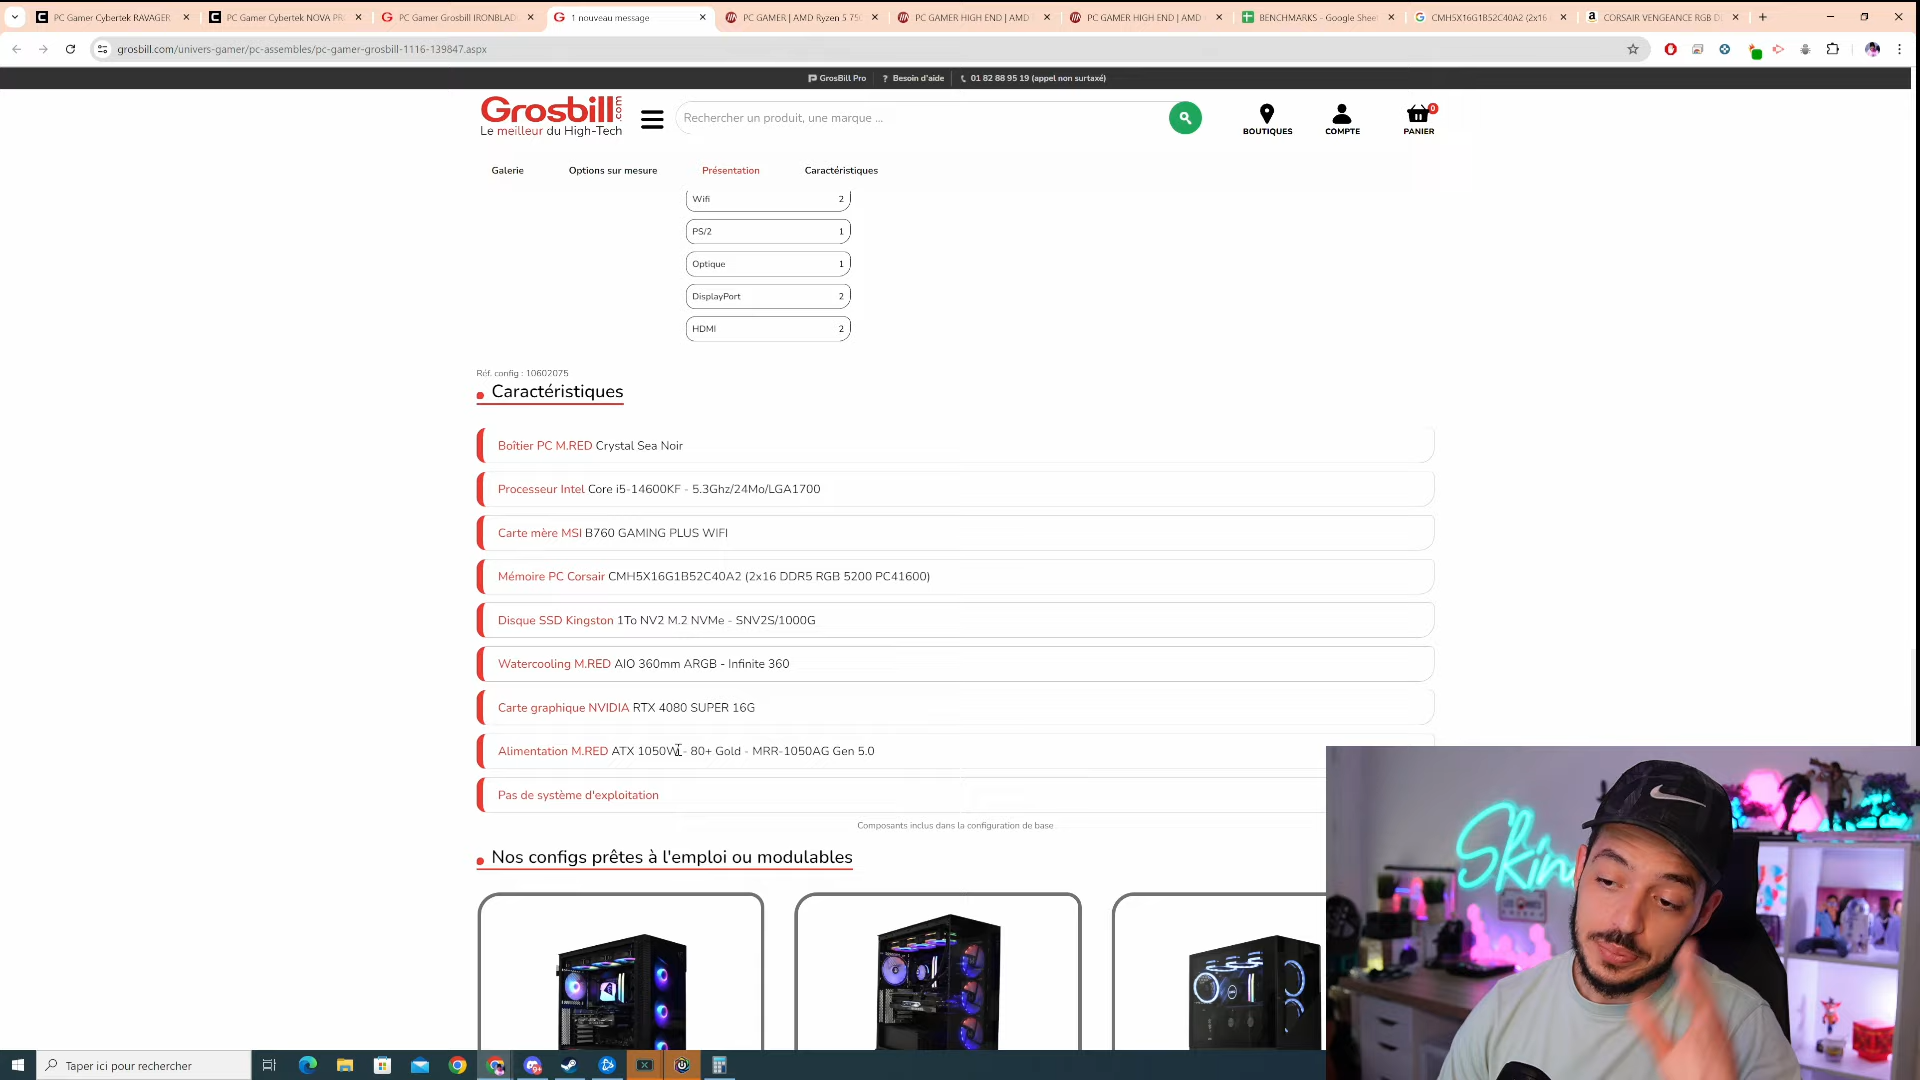 PC Gamer Cybertek RAVAGER
PC Gamer Cybertek NOVA PR
PC Gamer Grosbill IRONBLAD
1 nouveau message
PC GAMER | AMD Ryzen 5 750
PC GAMER HIGH END | AMD
PC GAMER HIGH END | AMD
BENCHMARKS - Google Sheet
CMH5X16G1B52C40A2 (2x16
CORSAIR VENGEANCE RGB D
grosbill.com/univers-gamer/pc-assembles/pc-gamer-grosbill-1116-139847.aspx
GrosBill Pro
? Besoin d'aide
01 82 88 95 19 (appel non surtaxé)
Grosbill.com
Le meilleur du High-Tech
Rechercher un produit, une marque ...
BOUTIQUES
COMPTE
0
PANIER
Galerie
Options sur mesure
Présentation
Caractéristiques
Wifi 2
PS/2 1
Optique 1
DisplayPort 2
HDMI 2
Réf. config : 10602075
Caractéristiques
Boîtier PC M.RED Crystal Sea Noir
Processeur Intel Core i5-14600KF - 5.3Ghz/24Mo/LGA1700
Carte mère MSI B760 GAMING PLUS WIFI
Mémoire PC Corsair CMH5X16G1B52C40A2 (2x16 DDR5 RGB 5200 PC41600)
Disque SSD Kingston 1To NV2 M.2 NVMe - SNV2S/1000G
Watercooling M.RED AIO 360mm ARGB - Infinite 360
Carte graphique NVIDIA RTX 4080 SUPER 16G
Alimentation M.RED ATX 1050W - 80+ Gold - MRR-1050AG Gen 5.0
Pas de système d'exploitation
Composants inclus dans la configuration de base
Nos configs prêtes à l'emploi ou modulables
Skin
Taper ici pour rechercher